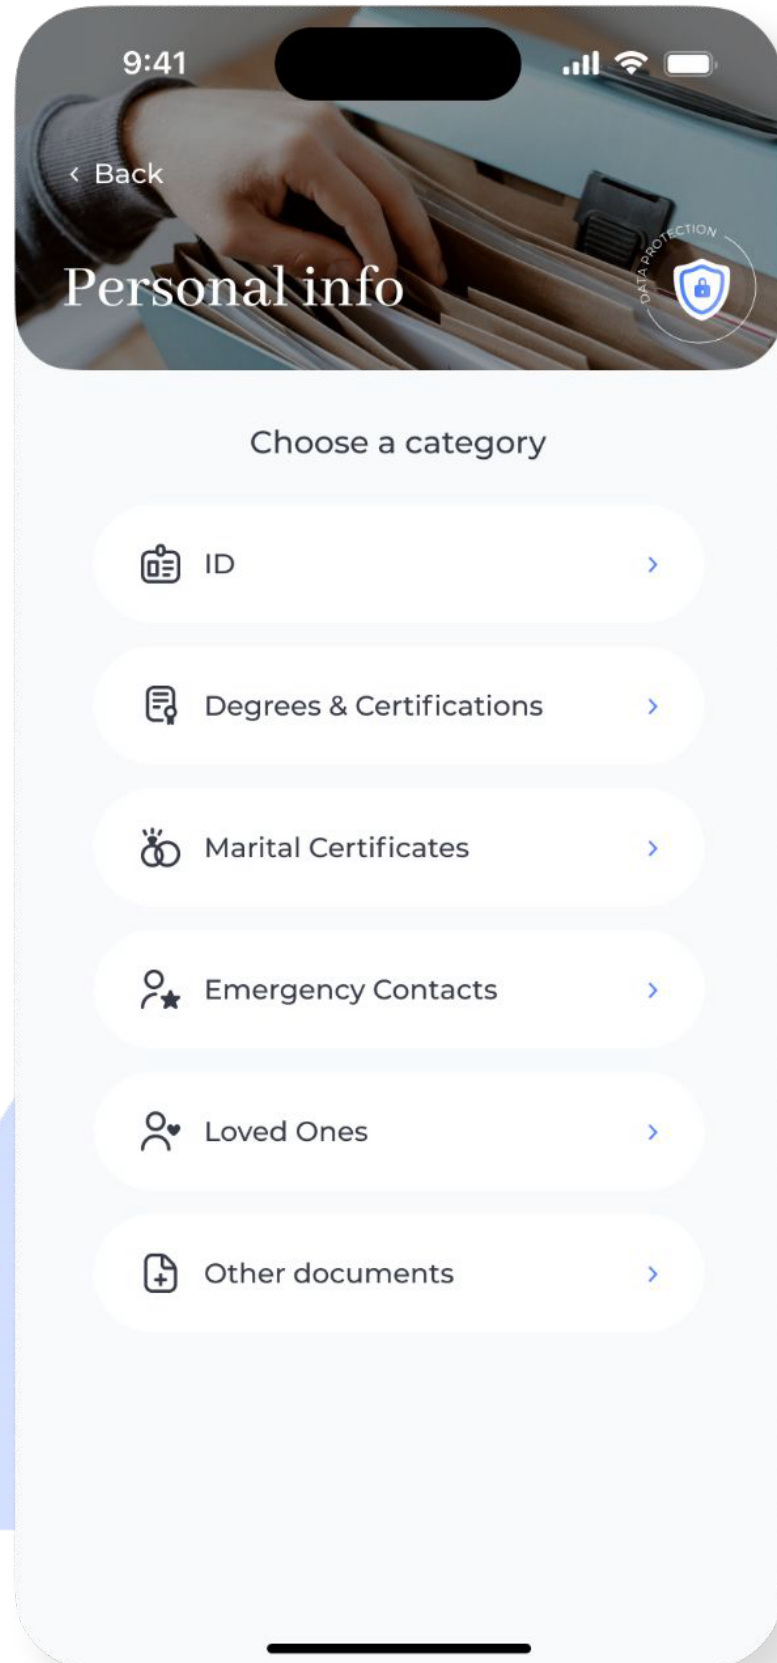 9:41
Back
Personal info
DATA PROTECTION
Choose a category
ID
Degrees & Certifications
Marital Certificates
Emergency Contacts
Loved Ones
Other documents